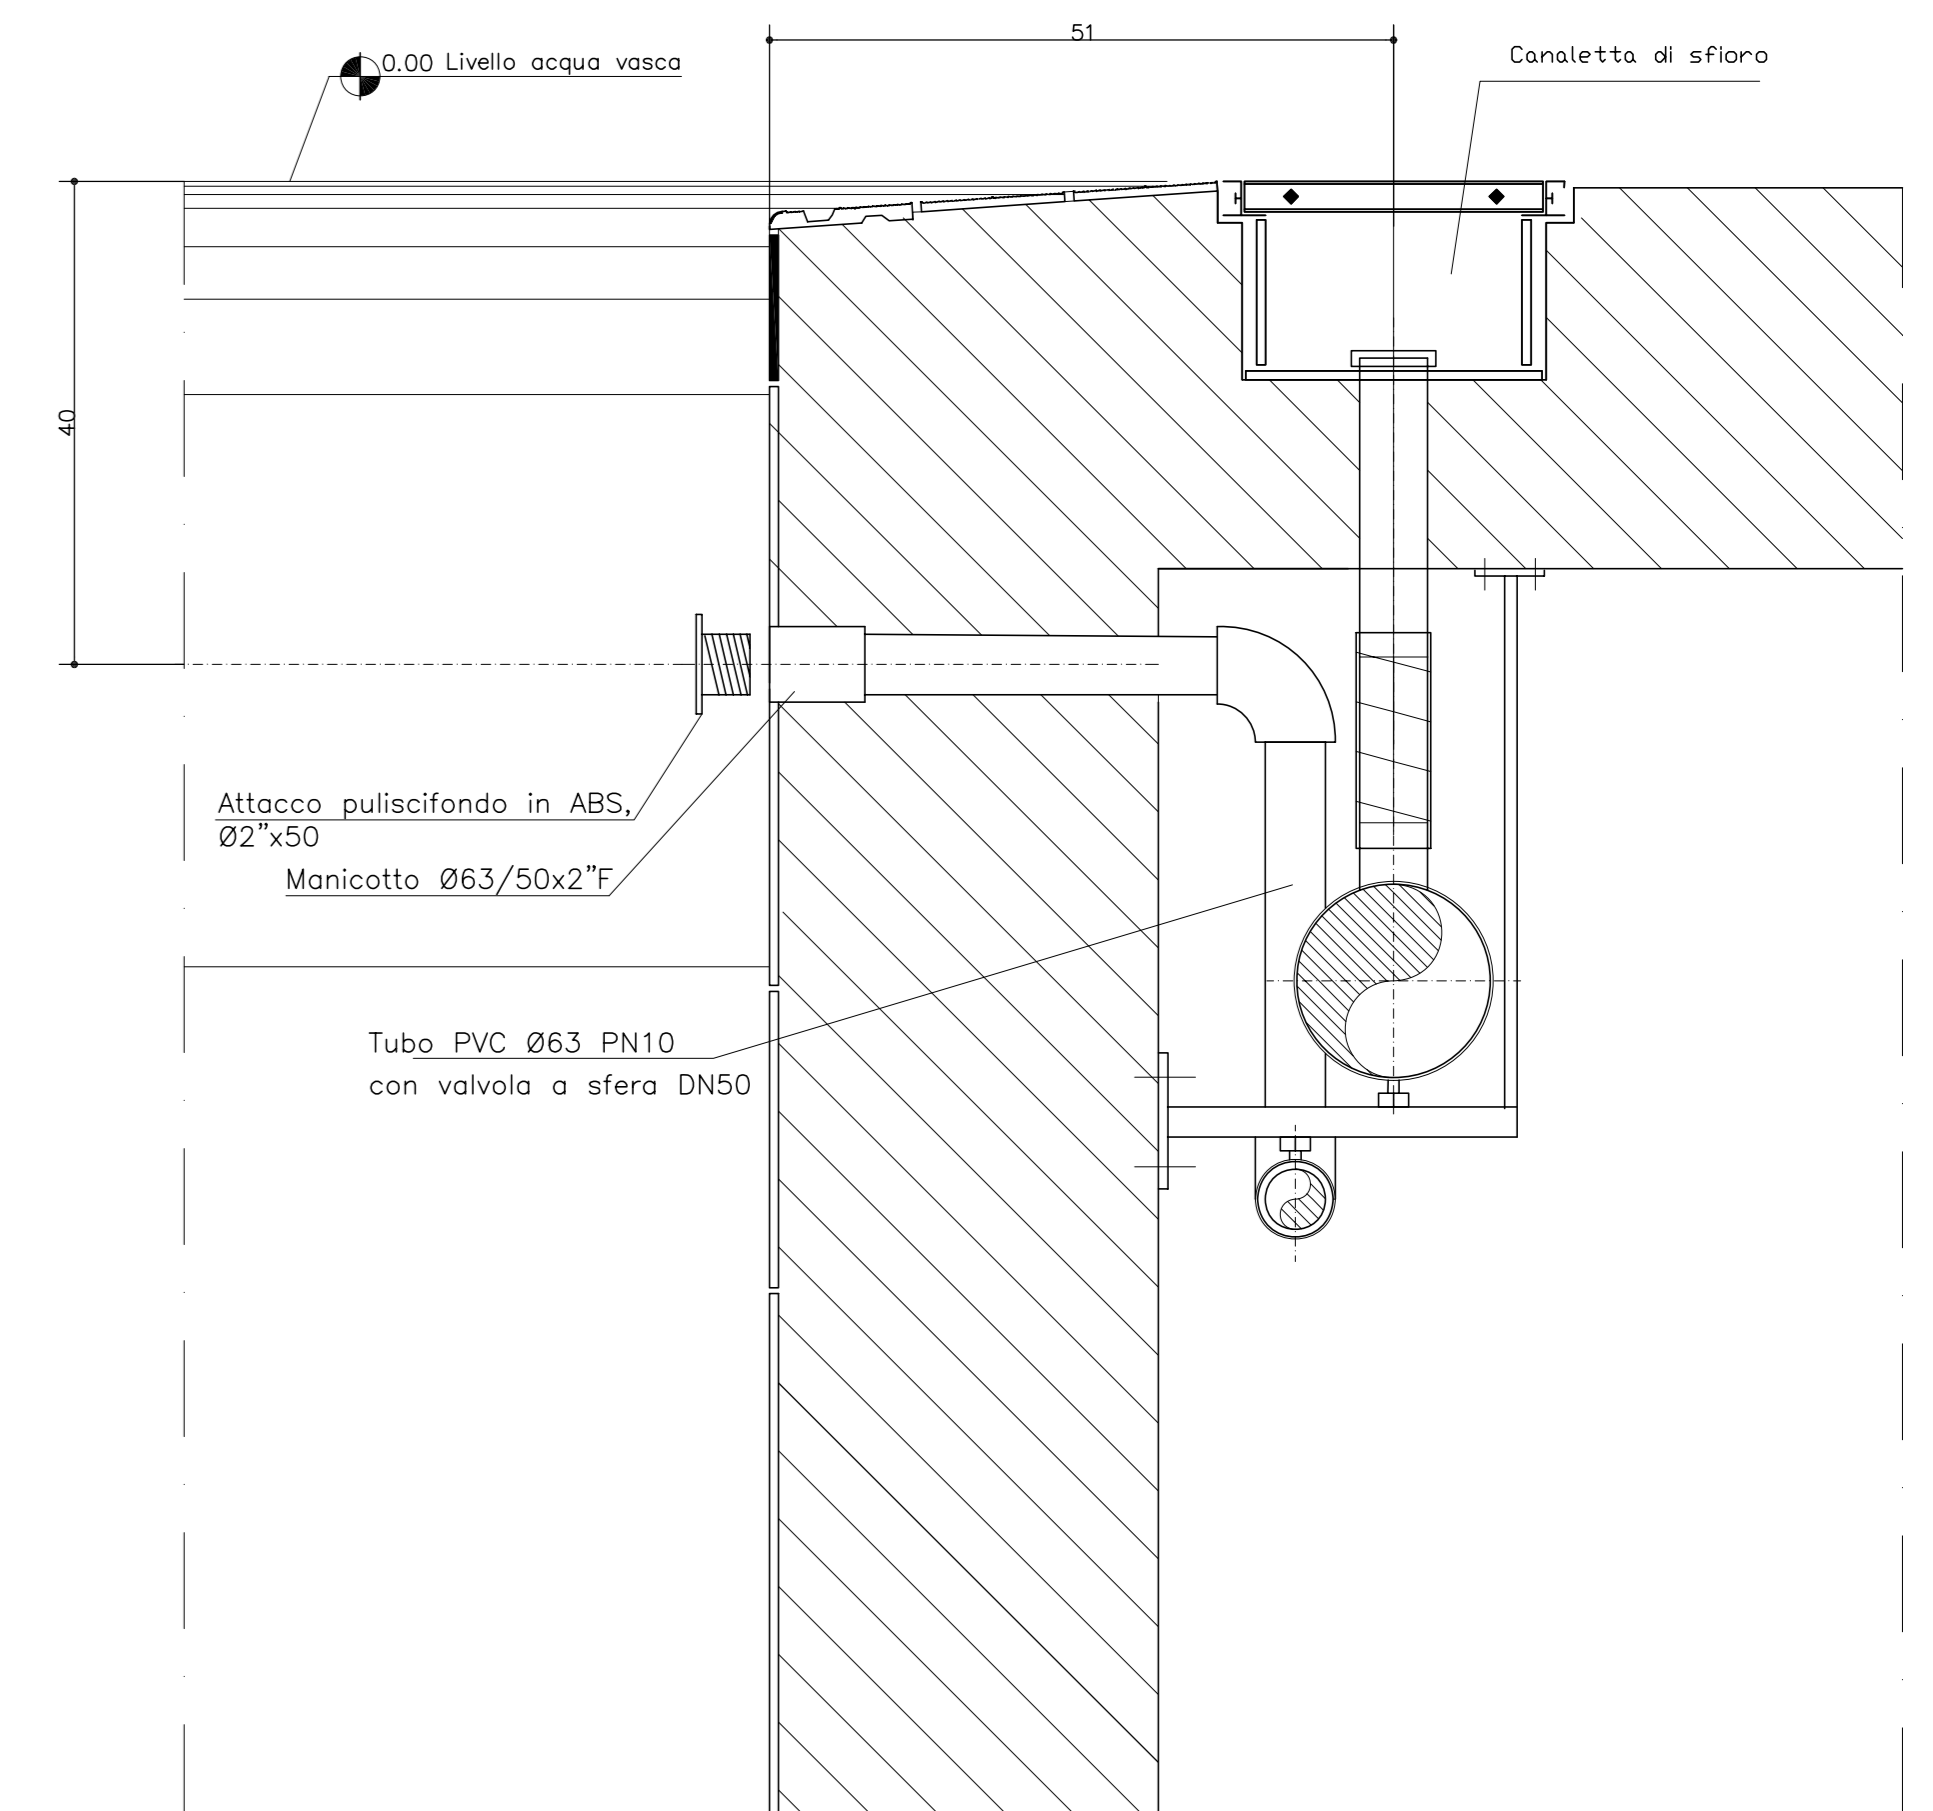 51
Canaletta di sfioro
0.00 Livello acqua vasca
40
Attacco puliscifondo in ABS,
Ø2"x50
Manicotto Ø63/50x2"F
Tubo PVC Ø63 PN10
con valvola a sfera DN50